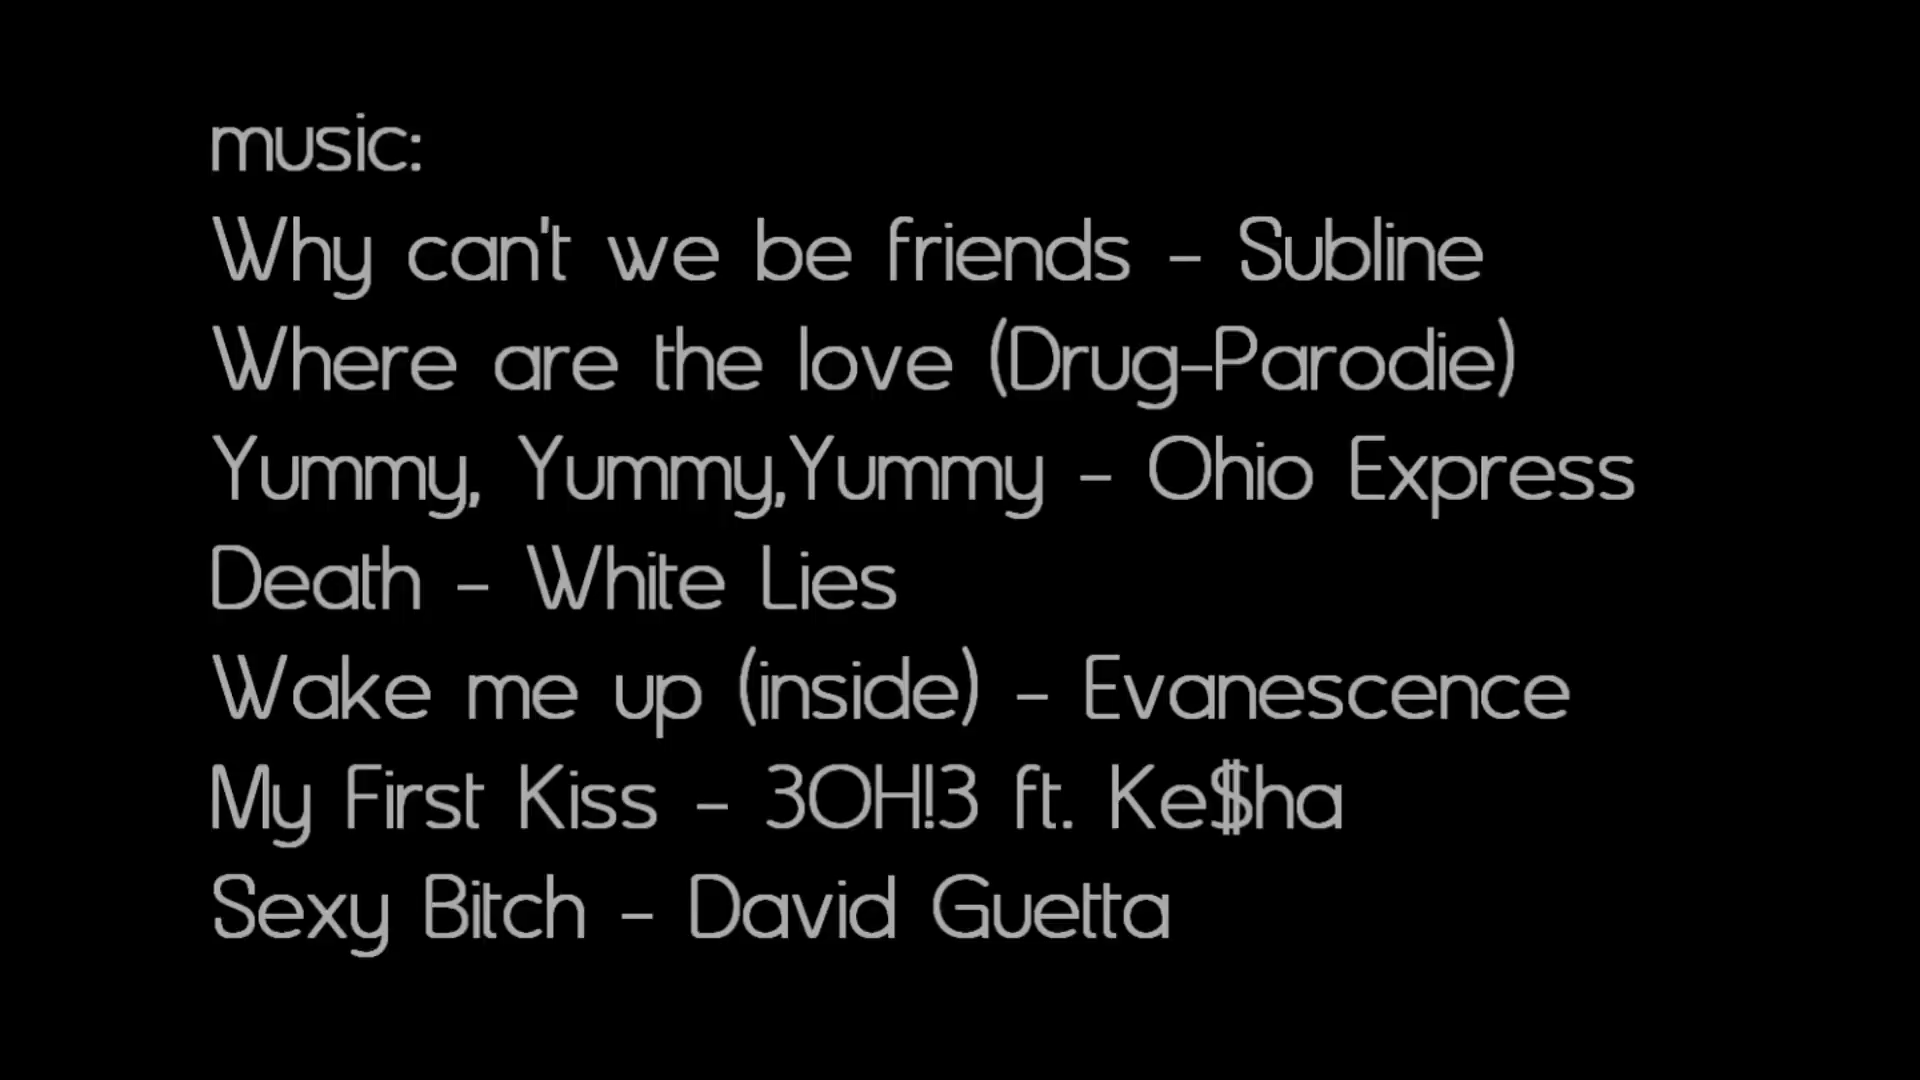 music:
Why can't we be friends - Subline
Where are the love (Drug-Parodie)
Yummy, Yummy,Yummy - Ohio Express
Death - White Lies
Wake me up (inside) - Evanescence
My First Kiss - 3OH!3 ft. Ke$ha
Sexy Bitch - David Guetta